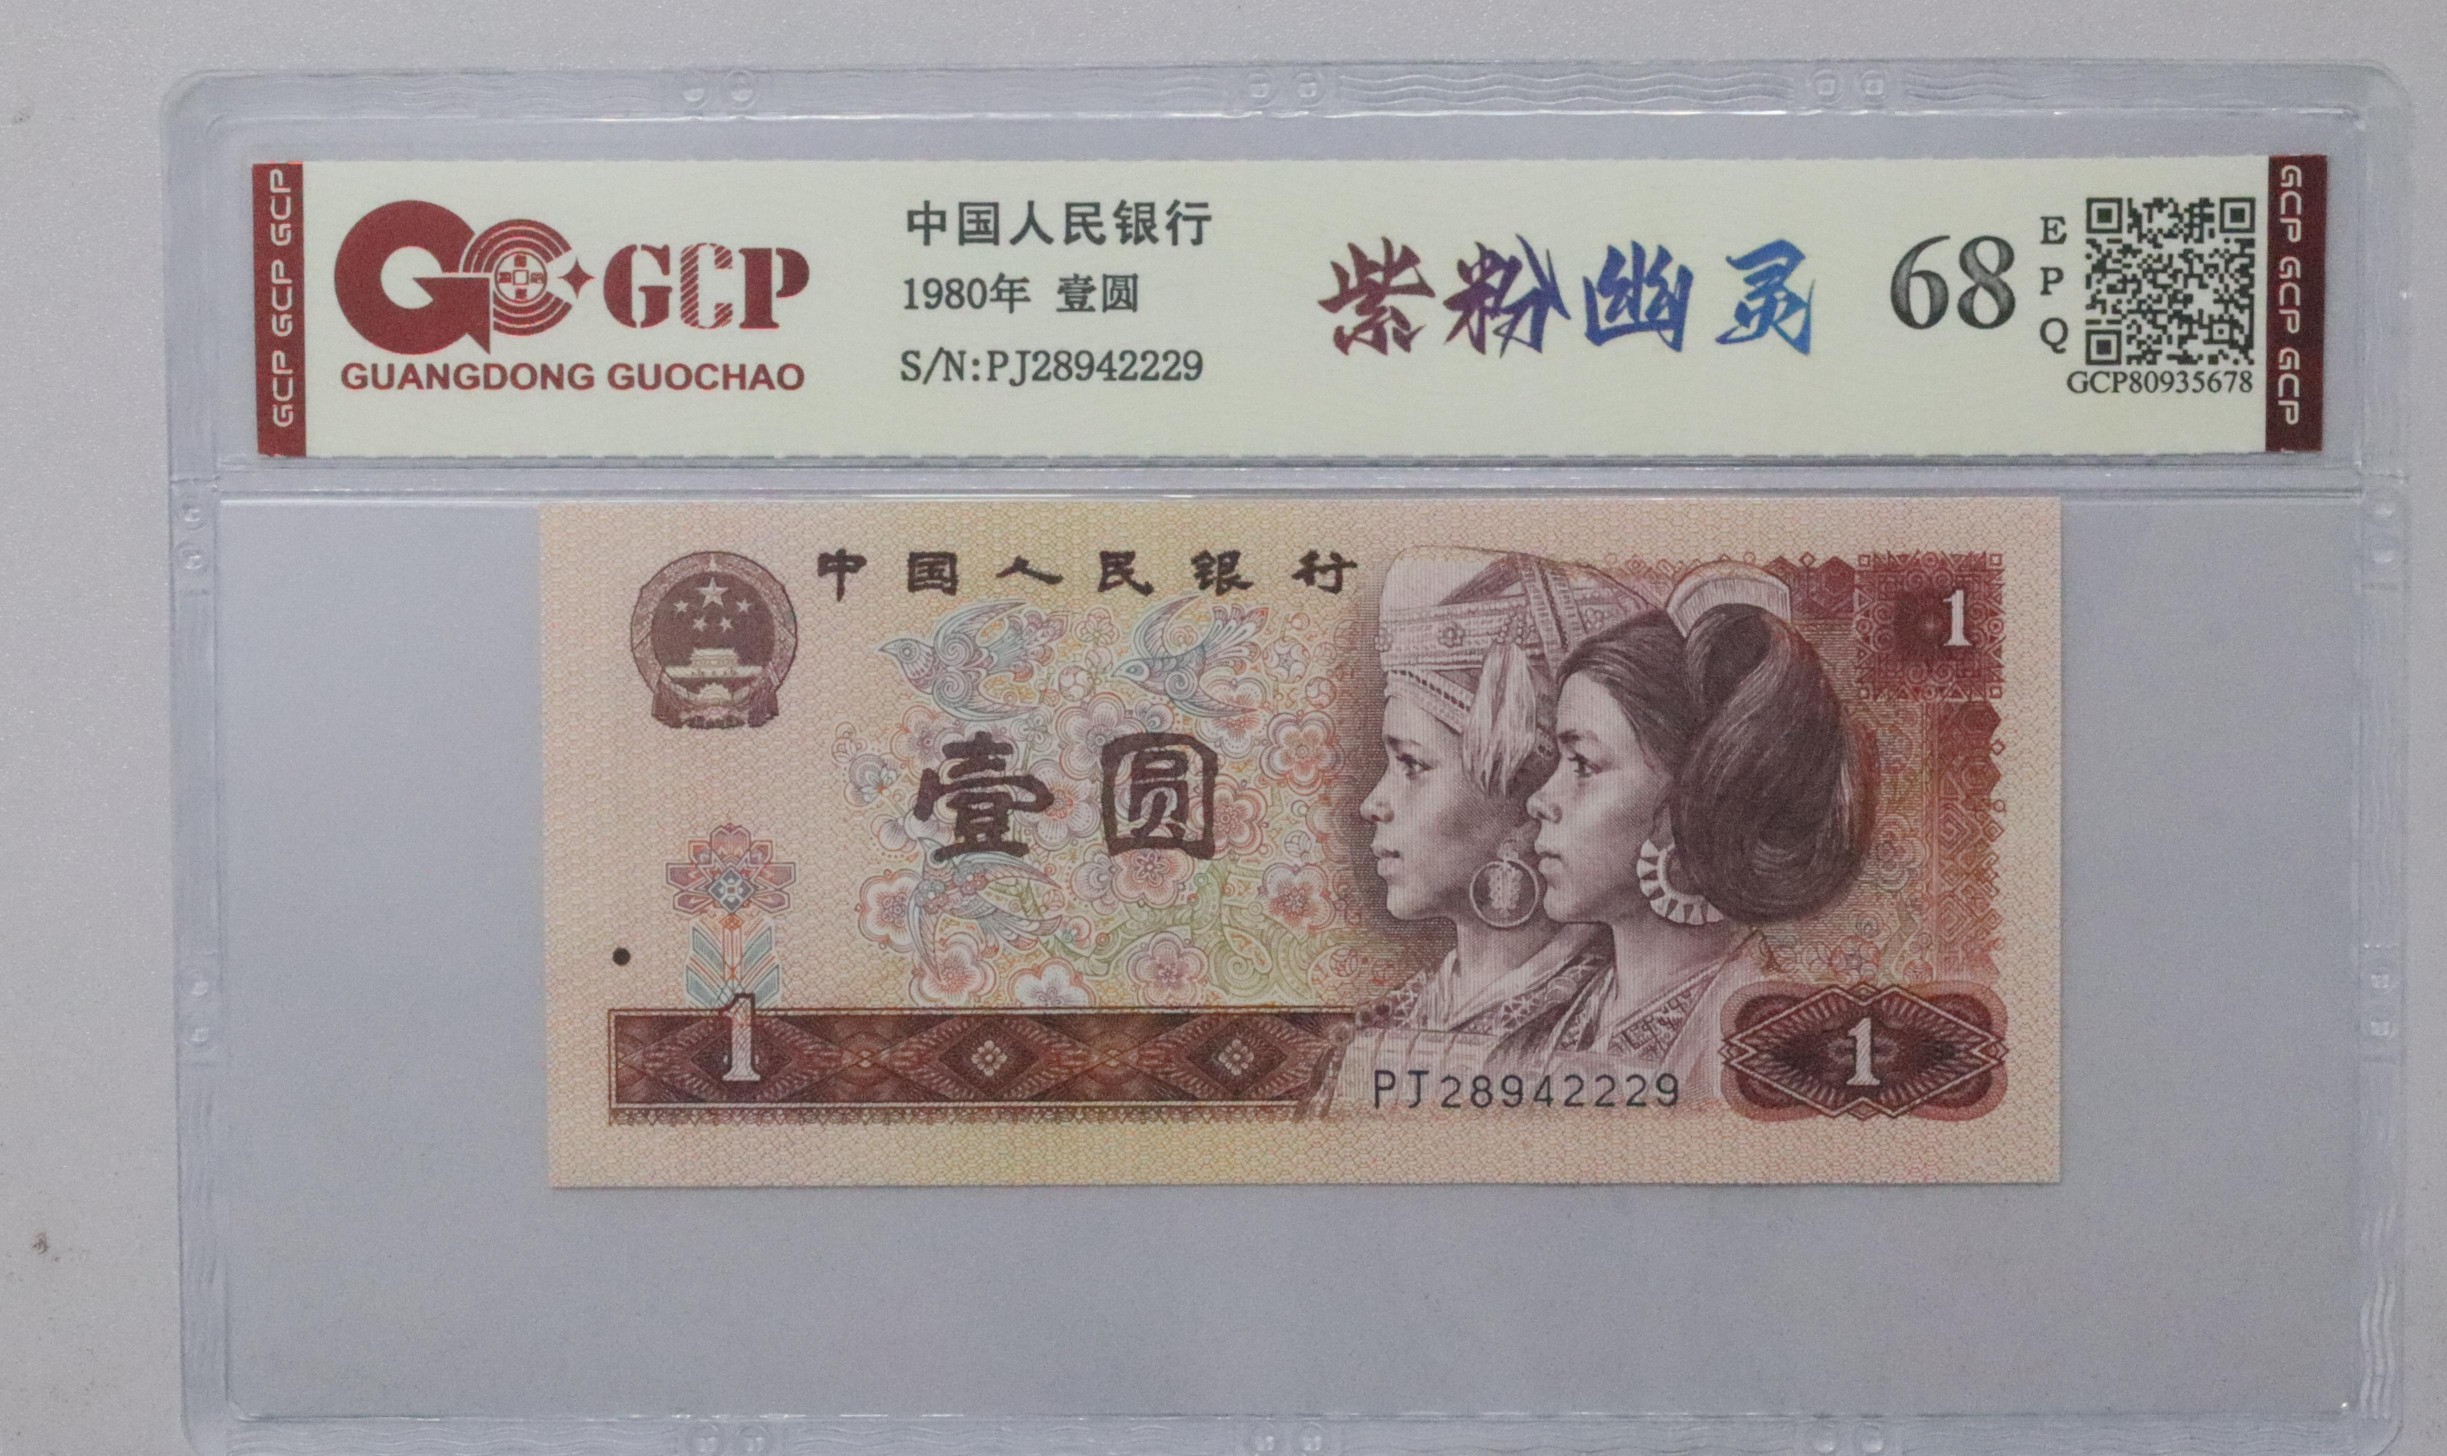 GCP GCP GCP
GCP
GUANGDONG GUOCHAO
中国人民银行
1980年 壹圆
S/N:PJ28942229
紫粉幽灵
68
EPQ
GCP80935678
GCP GCP GCP
中国人民银行
1
壹圆
1
PJ28942229
1